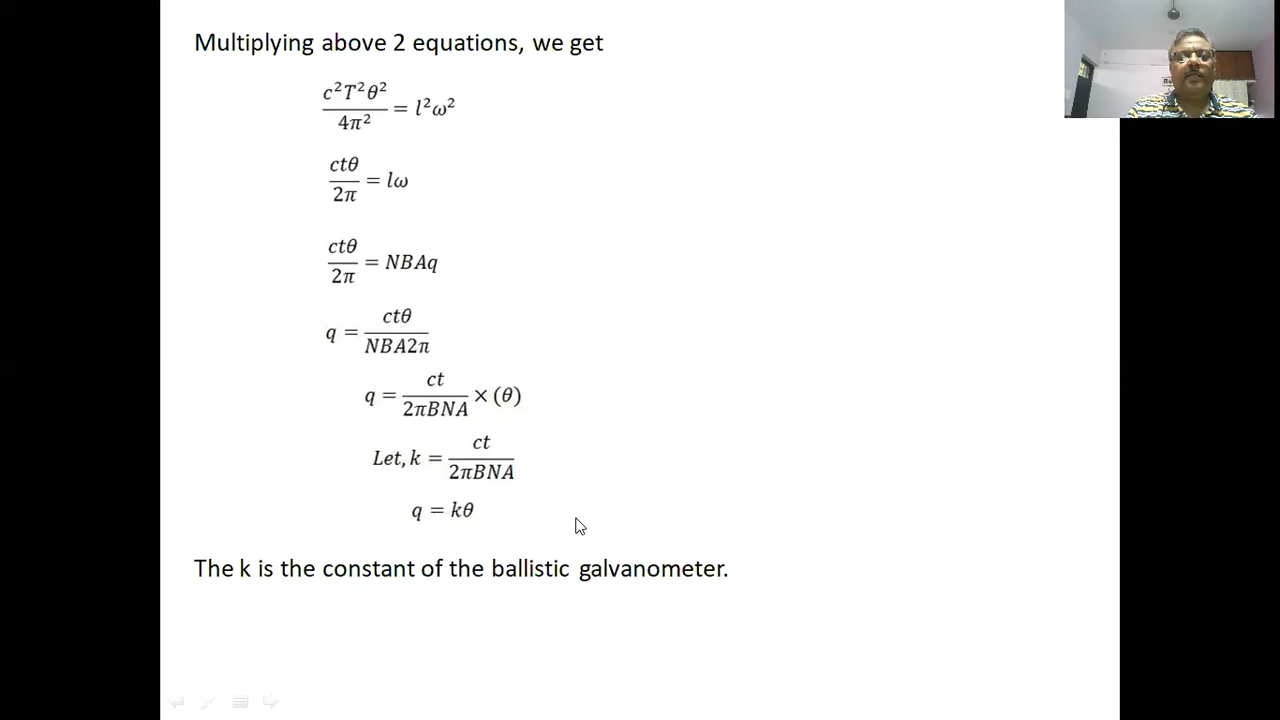 Multiplying above 2 equations, we get
c²T²θ²/4π² = l²ω²
ctθ/2π = lω
ctθ/2π = NBAq
q = ctθ/NBA2π
q = ct/2πBNA × (θ)
Let, k = ct/2πBNA
q = kθ
The k is the constant of the ballistic galvanometer.